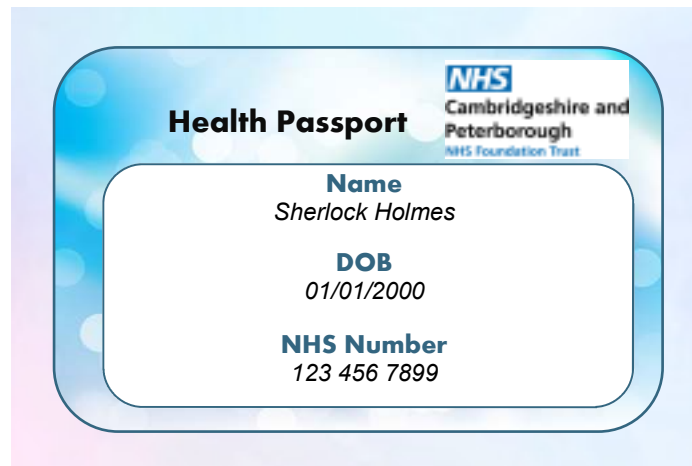 NHS
Cambridgeshire and
Health Passport
Peterborough
NHS Foundation Trust
Name
Sherlock Holmes
DOB
01/01/2000
NHS Number
123 456 7899